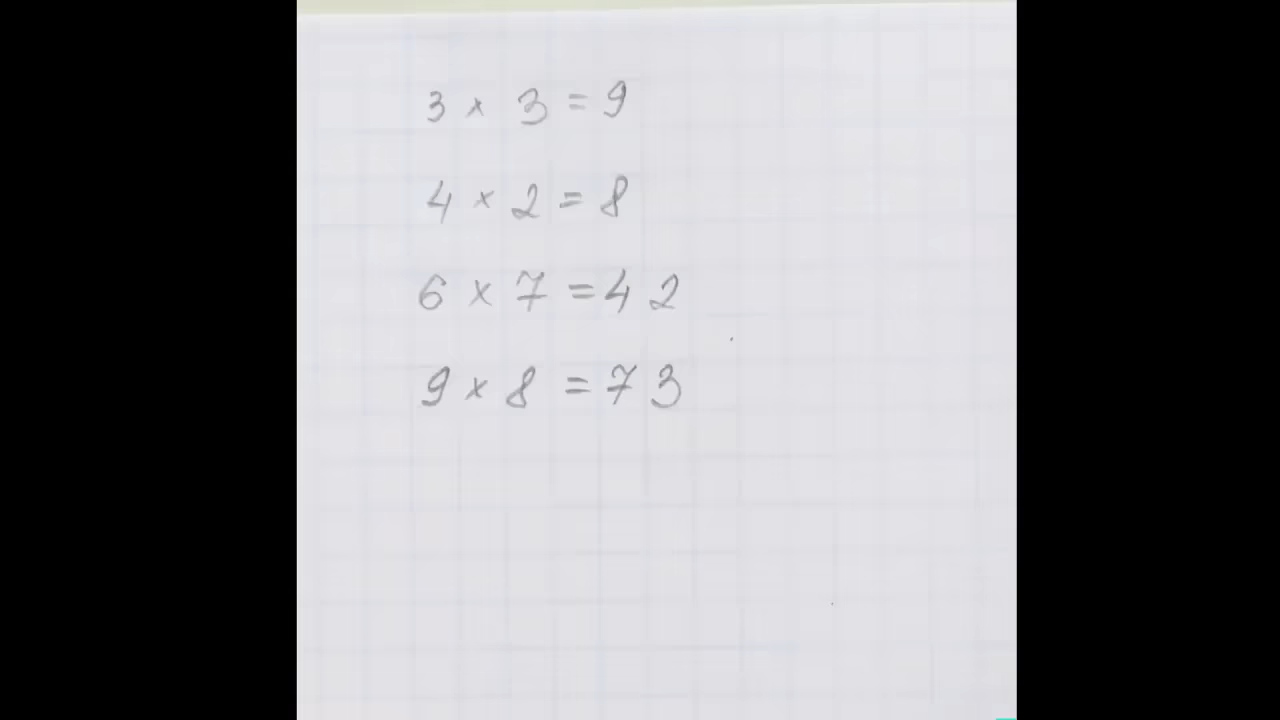 3 × 3 = 9
4 × 2 = 8
6 × 7 = 42
9 × 8 = 73